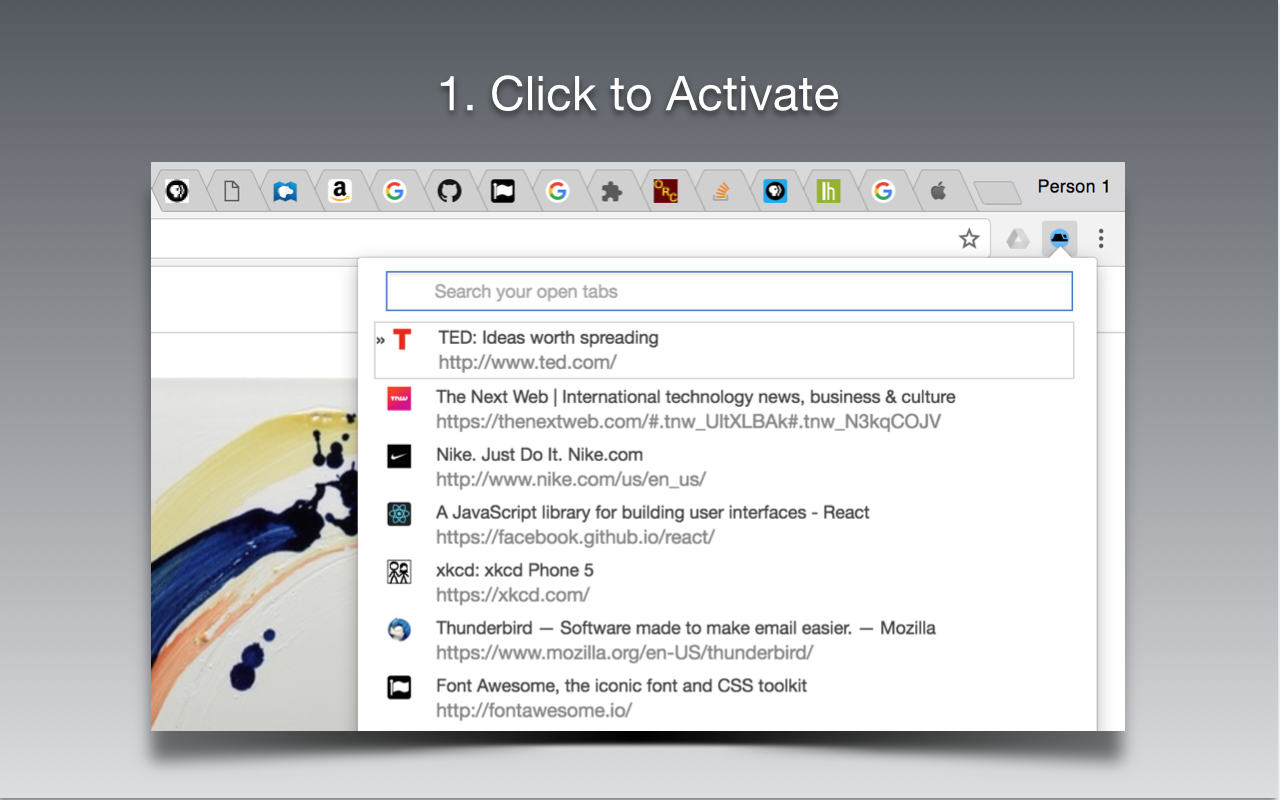 1. Click to Activate
Person 1
Search your open tabs
» TED: Ideas worth spreading
http://www.ted.com/
The Next Web | International technology news, business & culture
https://thenextweb.com/#.tnw_UltXLBAk#.tnw_N3kqCOJV
Nike. Just Do It. Nike.com
http://www.nike.com/us/en_us/
A JavaScript library for building user interfaces - React
https://facebook.github.io/react/
xkcd: xkcd Phone 5
https://xkcd.com/
Thunderbird — Software made to make email easier. — Mozilla
https://www.mozilla.org/en-US/thunderbird/
Font Awesome, the iconic font and CSS toolkit
http://fontawesome.io/